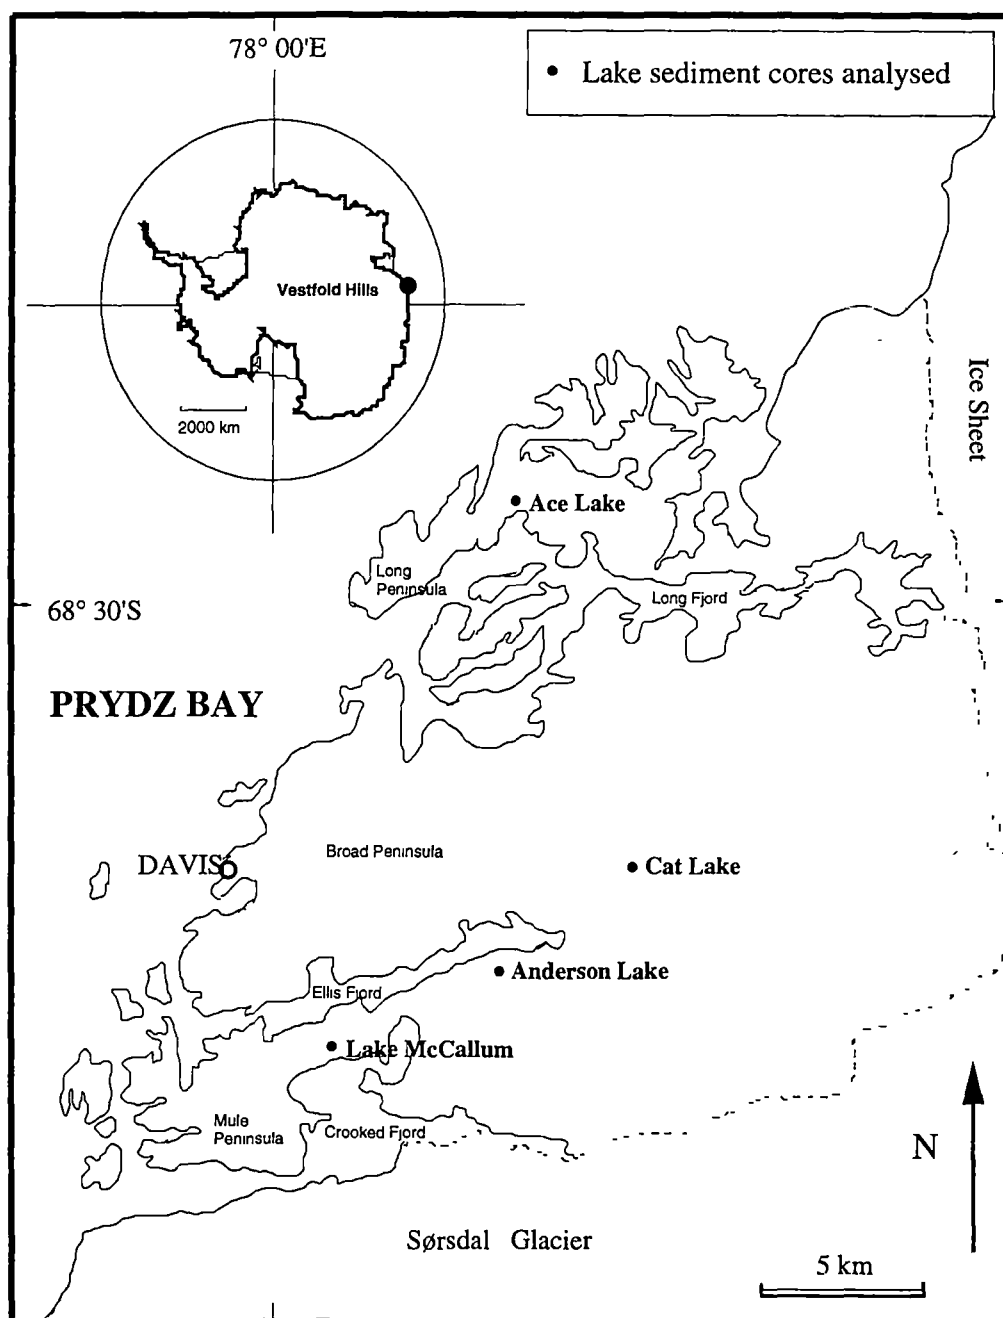 78° 00'E
• Lake sediment cores analysed
Vestfold Hills
2000 km
Ice Sheet
Ace Lake
Long
Peninsula
Long Fjord
68° 30'S
PRYDZ BAY
Broad Peninsula
DAVIS
Cat Lake
Anderson Lake
Ellis Fjord
Lake McCallum
Mule
Peninsula
Crooked Fjord
N
Sørsdal Glacier
5 km